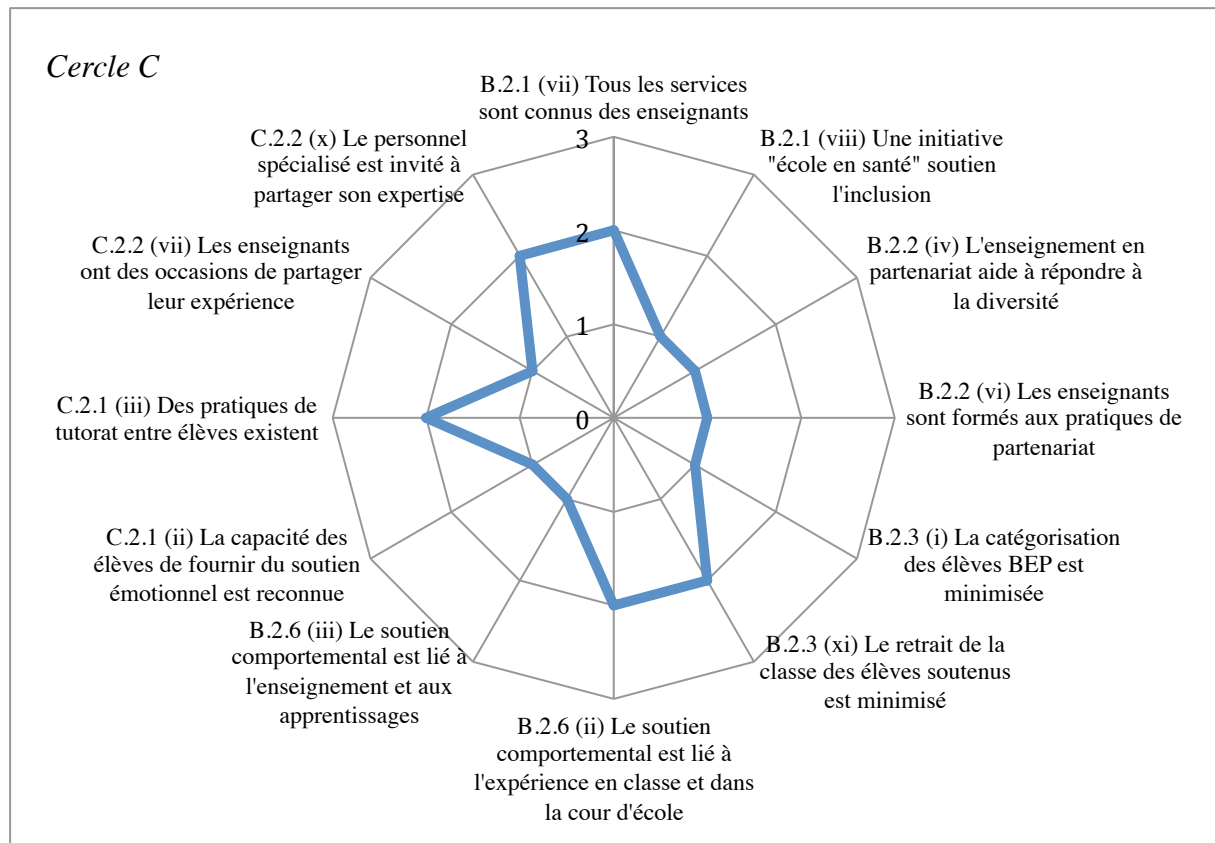 Cercle C
B.2.1 (vii) Tous les services
sont connus des enseignants
B.2.1 (viii) Une initiative
"école en santé" soutien
l'inclusion
B.2.2 (iv) L'enseignement en
partenariat aide à répondre à
la diversité
B.2.2 (vi) Les enseignants
sont formés aux pratiques de
partenariat
B.2.3 (i) La catégorisation
des élèves BEP est
minimisée
B.2.3 (xi) Le retrait de la
classe des élèves soutenus
est minimisé
B.2.6 (ii) Le soutien
comportemental est lié à
l'expérience en classe et dans
la cour d'école
B.2.6 (iii) Le soutien
comportemental est lié à
l'enseignement et aux
apprentissages
C.2.1 (ii) La capacité des
élèves de fournir du soutien
émotionnel est reconnue
C.2.1 (iii) Des pratiques de
tutorat entre élèves existent
C.2.2 (vii) Les enseignants
ont des occasions de partager
leur expérience
C.2.2 (x) Le personnel
spécialisé est invité à
partager son expertise
3
2
1
0